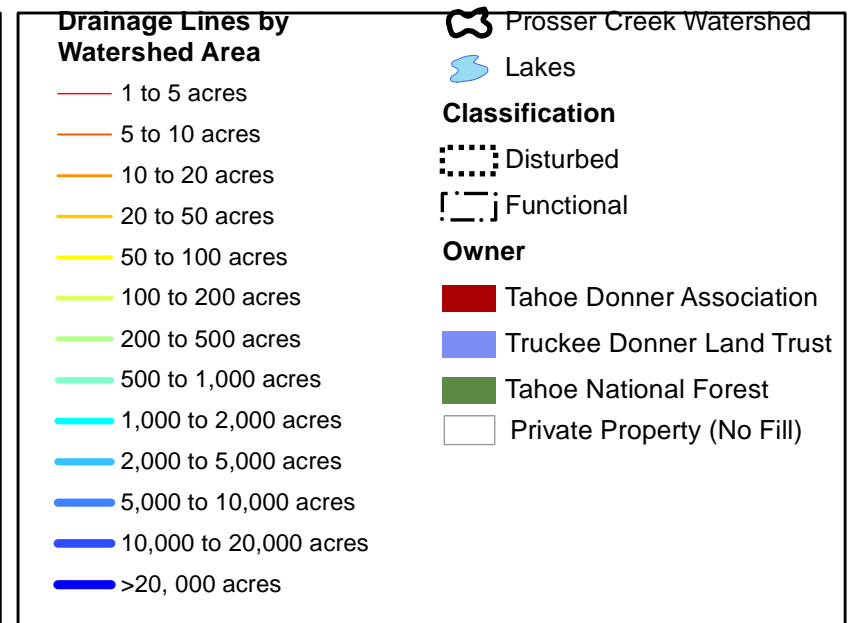 Drainage Lines by
Watershed Area
1 to 5 acres
5 to 10 acres
10 to 20 acres
20 to 50 acres
50 to 100 acres
100 to 200 acres
200 to 500 acres
500 to 1,000 acres
1,000 to 2,000 acres
2,000 to 5,000 acres
5,000 to 10,000 acres
10,000 to 20,000 acres
>20, 000 acres
Prosser Creek Watershed
Lakes
Classification
Disturbed
Functional
Owner
Tahoe Donner Association
Truckee Donner Land Trust
Tahoe National Forest
Private Property (No Fill)